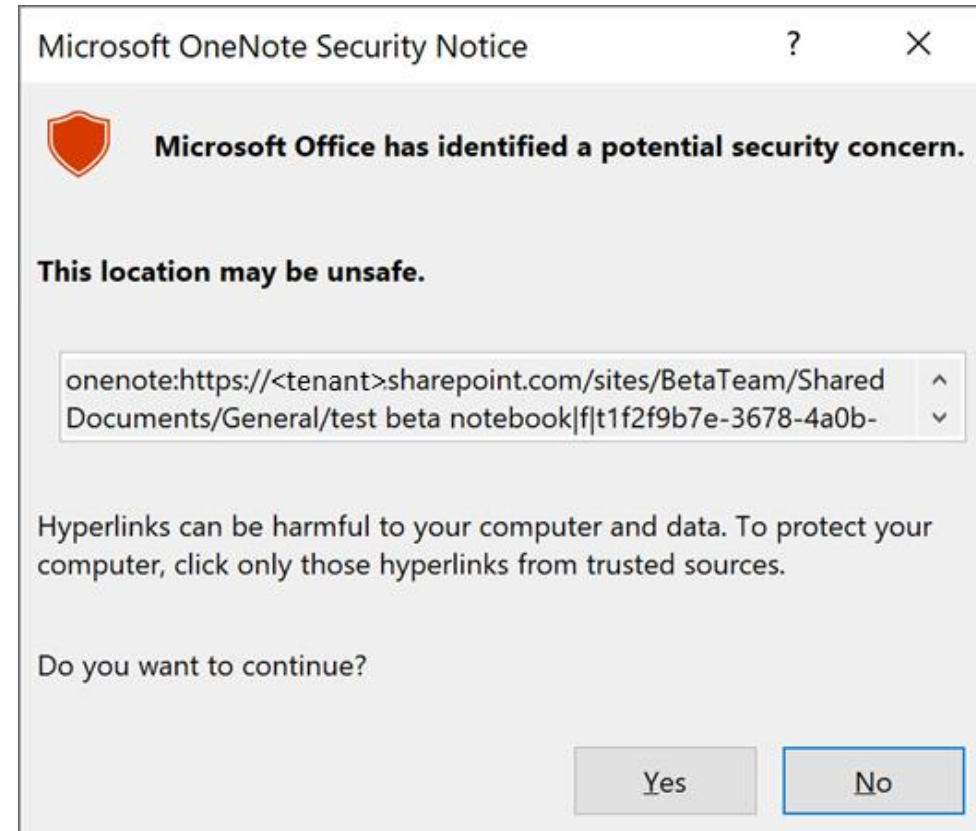 Microsoft OneNote Security Notice ?
Microsoft Office has identified a potential security concern.
This location may be unsafe.
onenote:https://<tenant>sharepoint.com/sites/BetaTeam/Shared
Documents/General/test beta notebook|f|t1f2f9b7e-3678-4a0b-
Hyperlinks can be harmful to your computer and data. To protect your
computer, click only those hyperlinks from trusted sources.
Do you want to continue?
Yes No